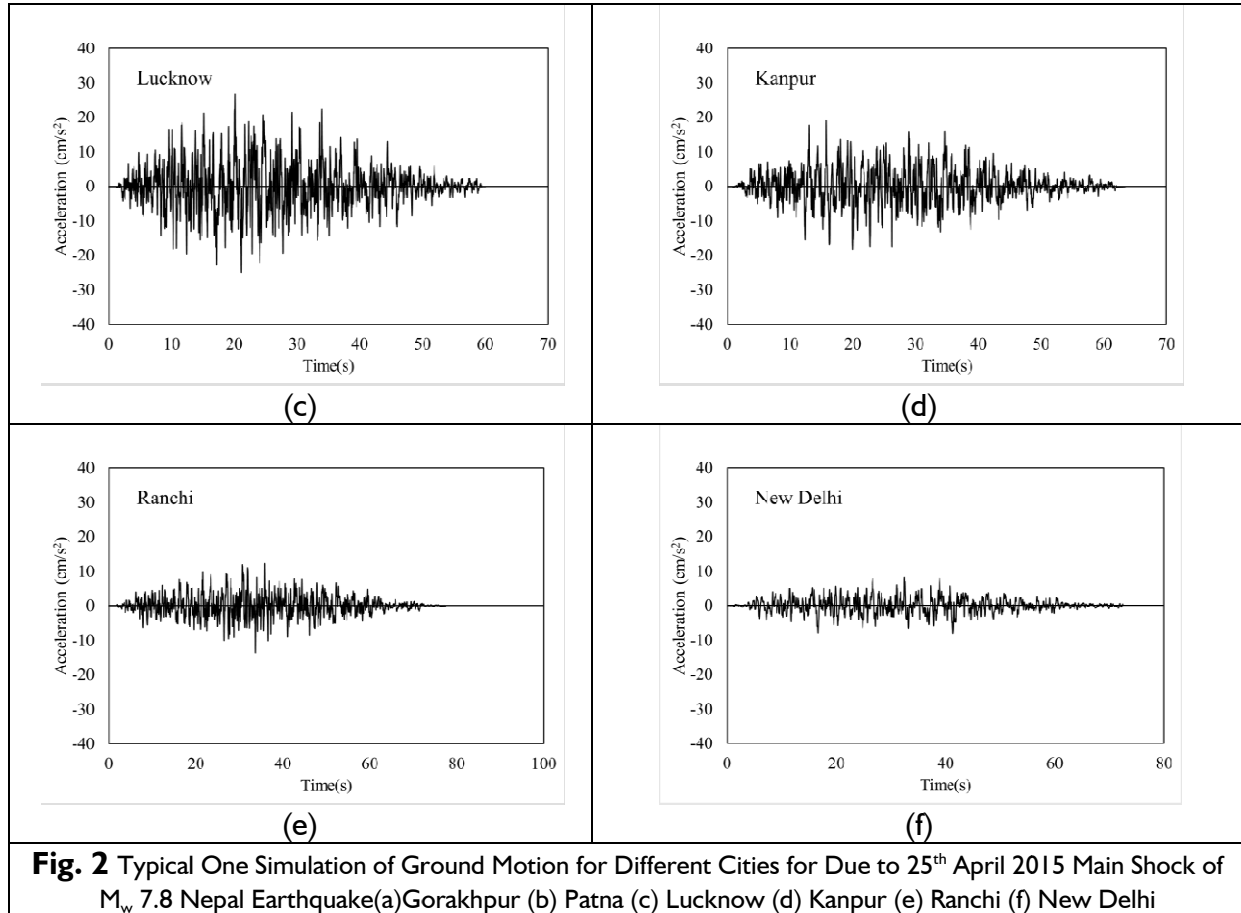 40
30
Lucknow
20
10
0
-10
-20
-30
-40
Acceleration (cm/s²)
0 10 20 30 40 50 60 70
Time(s)
(c)
40
30
Kanpur
20
10
0
-10
-20
-30
-40
Acceleration (cm/s²)
0 10 20 30 40 50 60 70
Time(s)
(d)
40
30
Ranchi
20
10
0
-10
-20
-30
-40
Acceleration (cm/s²)
0 20 40 60 80 100
Time(s)
(e)
40
30
New Delhi
20
10
0
-10
-20
-30
-40
Acceleration (cm/s²)
0 20 40 60 80
Time(s)
(f)
Fig. 2 Typical One Simulation of Ground Motion for Different Cities for Due to 25th April 2015 Main Shock of
Mw 7.8 Nepal Earthquake(a)Gorakhpur (b) Patna (c) Lucknow (d) Kanpur (e) Ranchi (f) New Delhi